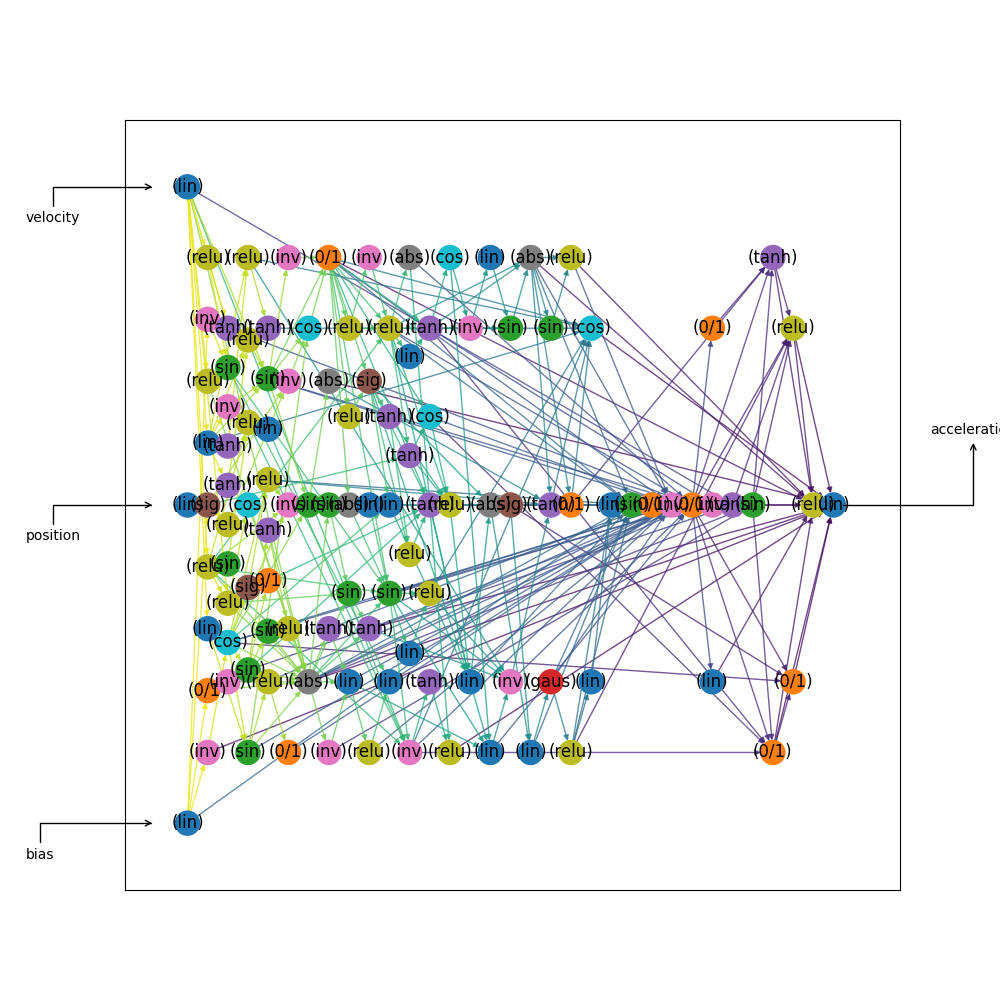 (lin)
velocity
(relu) (relu) (inv) (0/1) (inv) (abs) (cos) (lin) (abs) (relu) (tanh)
(inv) (tanh) (tanh) (cos) (relu) (relu) (tanh) (inv) (sin) (sin) (cos) (0/1) (relu)
(relu) (lin)
(sin)
(relu) (sin) (inv) (abs) (sig)
(inv) (relu) (tanh) (cos)
(relu) (lin)
acceleratio
(lin) (tanh)
(tanh)
(tanh) (relu)
(lin) (sig) (cos) (inv) (sin) (sin) (abs) (lin) (lin) (tanh) (relu) (abs) (sig) (tanh) (0/1) (lin) (sin) (0/1) (inv) (0/1) (inv) (tanh) (sin) (relu) (lin)
position
(relu) (tanh)
(relu)
(relu) (sin)
(sig) (0/1)
(relu) (sin) (sin) (relu)
(lin) (cos) (sin) (relu) (tanh) (tanh)
(lin)
(sin)
(0/1) (inv) (relu) (abs) (lin) (lin) (tanh) (lin) (inv) (gaus) (lin) (lin) (0/1)
(inv) (sin) (0/1) (inv) (relu) (inv) (relu) (lin) (lin) (relu) (0/1)
(lin)
bias